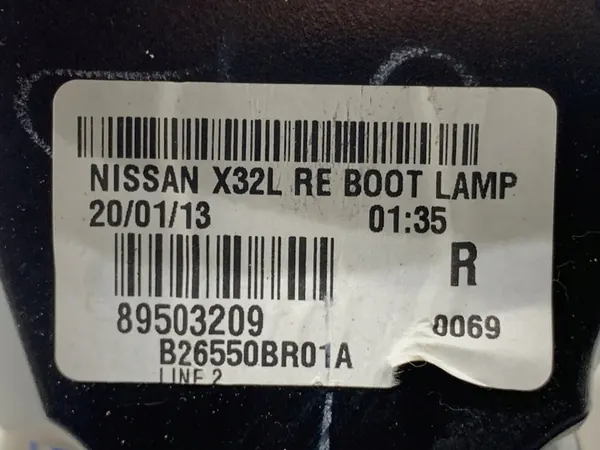 NISSAN X32L RE BOOT LAMP
20/01/13 01:35
R
89503209 0069
B26550BR01A
LINE 2